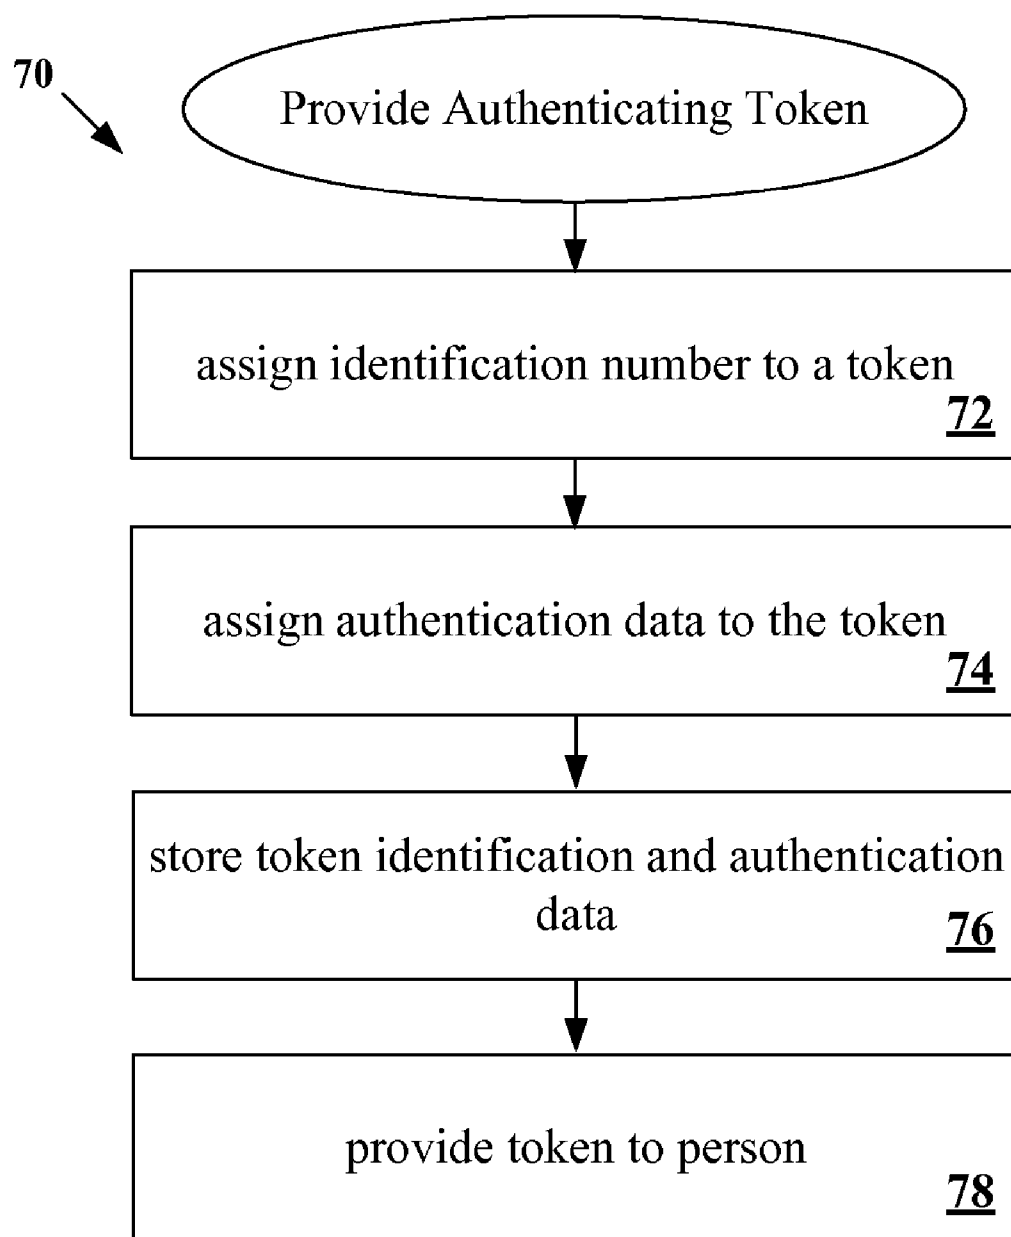 70
Provide Authenticating Token
assign identification number to a token
72
assign authentication data to the token
74
store token identification and authentication
data
76
provide token to person
78